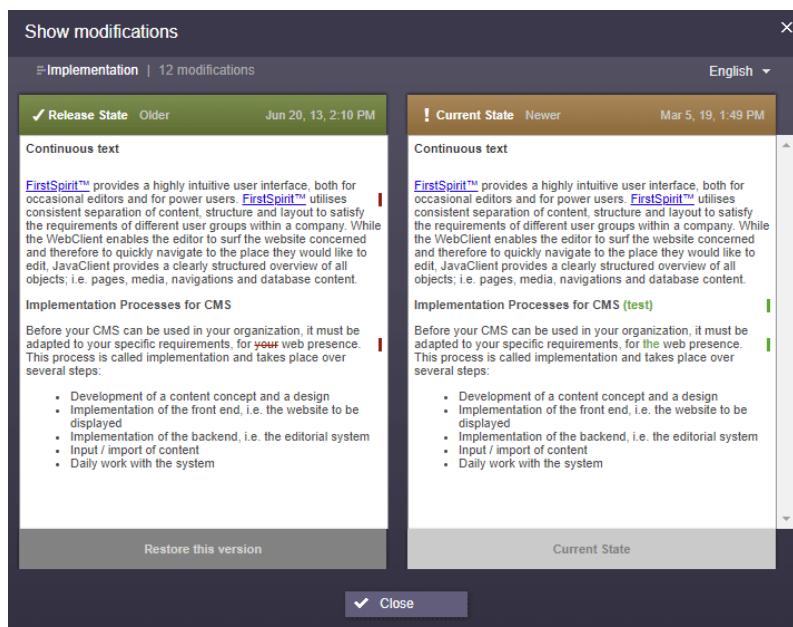 Show modifications
Implementation | 12 modifications
English
Release State Older Jun 20, 13, 2:10 PM
Continuous text
FirstSpirit™ provides a highly intuitive user interface, both for
occasional editors and for power users. FirstSpirit™ utilises
consistent separation of content, structure and layout to satisfy
the requirements of different user groups within a company. While
the WebClient enables the editor to surf the website concerned
and therefore to quickly navigate to the place they would like to
edit, JavaClient provides a clearly structured overview of all
objects; i.e. pages, media, navigations and database content.
Implementation Processes for CMS
Before your CMS can be used in your organization, it must be
adapted to your specific requirements, for your web presence.
This process is called implementation and takes place over
several steps:
Development of a content concept and a design
Implementation of the front end, i.e. the website to be
displayed
Implementation of the backend, i.e. the editorial system
Input / import of content
Daily work with the system
Restore this version
Current State Newer Mar 5, 19, 1:49 PM
Continuous text
FirstSpirit™ provides a highly intuitive user interface, both for
occasional editors and for power users. FirstSpirit™ utilises
consistent separation of content, structure and layout to satisfy
the requirements of different user groups within a company. While
the WebClient enables the editor to surf the website concerned
and therefore to quickly navigate to the place they would like to
edit, JavaClient provides a clearly structured overview of all
objects; i.e. pages, media, navigations and database content.
Implementation Processes for CMS (test)
Before your CMS can be used in your organization, it must be
adapted to your specific requirements, for the web presence.
This process is called implementation and takes place over
several steps:
Development of a content concept and a design
Implementation of the front end, i.e. the website to be
displayed
Implementation of the backend, i.e. the editorial system
Input / import of content
Daily work with the system
Current State
Close